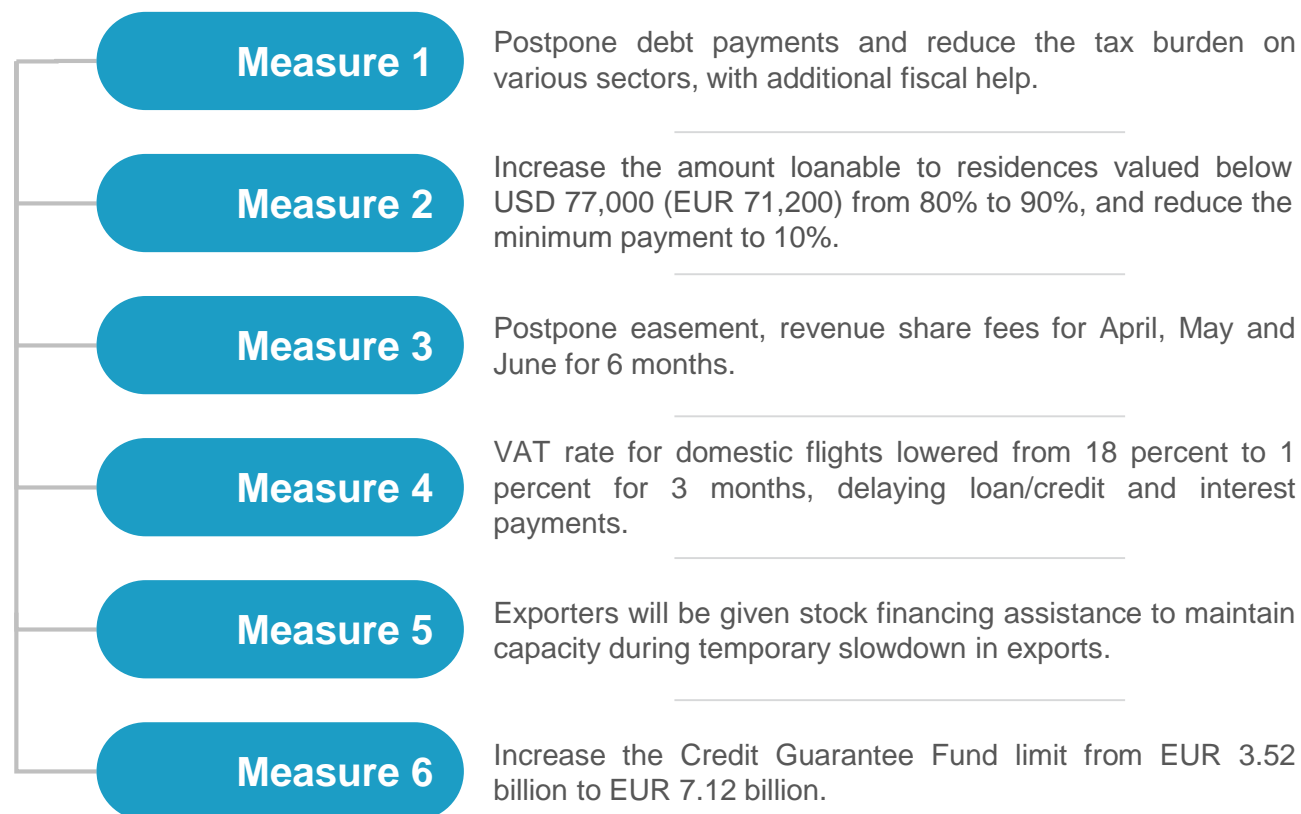 Measure 1
Postpone debt payments and reduce the tax burden on
various sectors, with additional fiscal help.
Measure 2
Increase the amount loanable to residences valued below
USD 77,000 (EUR 71,200) from 80% to 90%, and reduce the
minimum payment to 10%.
Measure 3
Postpone easement, revenue share fees for April, May and
June for 6 months.
Measure 4
VAT rate for domestic flights lowered from 18 percent to 1
percent for 3 months, delaying loan/credit and interest
payments.
Measure 5
Exporters will be given stock financing assistance to maintain
capacity during temporary slowdown in exports.
Measure 6
Increase the Credit Guarantee Fund limit from EUR 3.52
billion to EUR 7.12 billion.